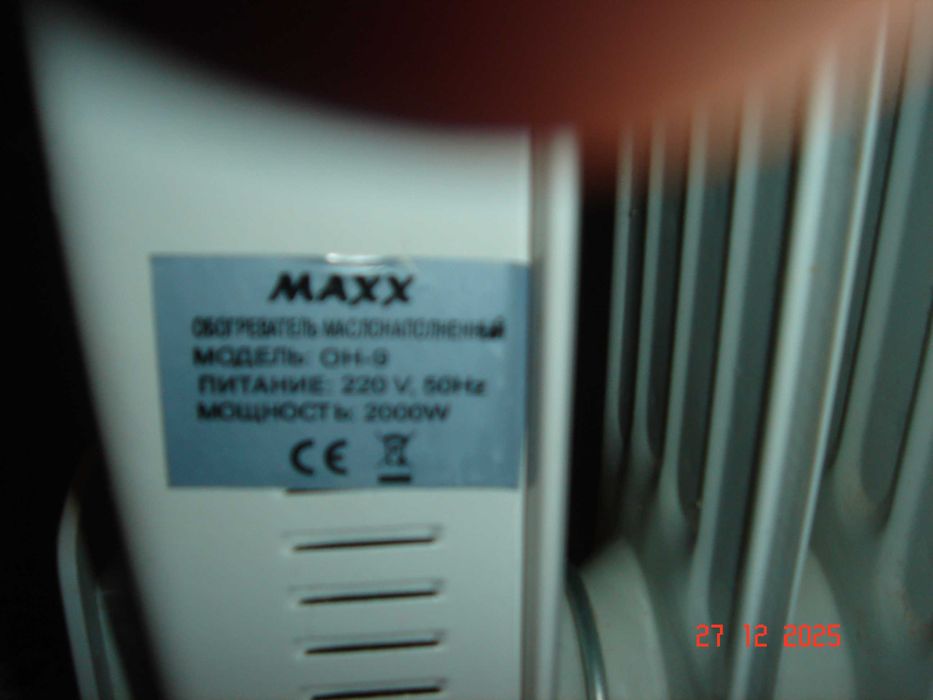 MAXX
ОБОГРЕВАТЕЛЬ МАСЛОНАПОЛНЕННЫЙ
МОДЕЛЬ: OH-9
ПИТАНИЕ: 220 V, 50Hz
МОЩНОСТЬ: 2000W
CE
27 12 2025